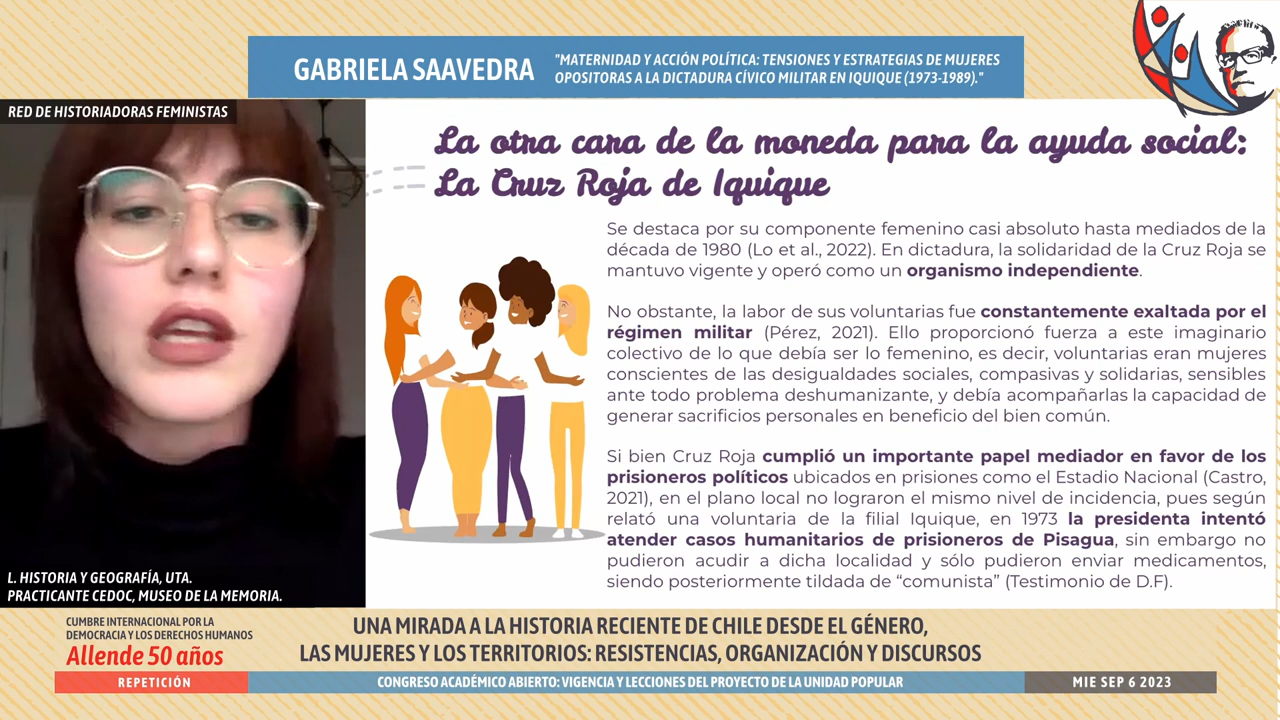 GABRIELA SAAVEDRA
"MATERNIDAD Y ACCIÓN POLÍTICA: TENSIONES Y ESTRATEGIAS DE MUJERES
OPOSITORAS A LA DICTADURA CÍVICO MILITAR EN IQUIQUE (1973-1989)."
RED DE HISTORIADORAS FEMINISTAS
La otra cara de la moneda para la ayuda social:
La Cruz Roja de Iquique
Se destaca por su componente femenino casi absoluto hasta mediados de la
década de 1980 (Lo et al., 2022). En dictadura, la solidaridad de la Cruz Roja se
mantuvo vigente y operó como un organismo independiente.
No obstante, la labor de sus voluntarias fue constantemente exaltada por el
régimen militar (Pérez, 2021). Ello proporcionó fuerza a este imaginario
colectivo de lo que debía ser lo femenino, es decir, voluntarias eran mujeres
conscientes de las desigualdades sociales, compasivas y solidarias, sensibles
ante todo problema deshumanizante, y debía acompañarlas la capacidad de
generar sacrificios personales en beneficio del bien común.
Si bien Cruz Roja cumplió un importante papel mediador en favor de los
prisioneros políticos ubicados en prisiones como el Estadio Nacional (Castro,
2021), en el plano local no lograron el mismo nivel de incidencia, pues según
relató una voluntaria de la filial Iquique, en 1973 la presidenta intentó
atender casos humanitarios de prisioneros de Pisagua, sin embargo no
pudieron acudir a dicha localidad y sólo pudieron enviar medicamentos,
siendo posteriormente tildada de “comunista” (Testimonio de D.F).
L. HISTORIA Y GEOGRAFÍA, UTA.
PRACTICANTE CEDOC, MUSEO DE LA MEMORIA.
CUMBRE INTERNACIONAL POR LA
DEMOCRACIA Y LOS DERECHOS HUMANOS
Allende 50 años
REPETICIÓN
UNA MIRADA A LA HISTORIA RECIENTE DE CHILE DESDE EL GÉNERO,
LAS MUJERES Y LOS TERRITORIOS: RESISTENCIAS, ORGANIZACIÓN Y DISCURSOS
CONGRESO ACADÉMICO ABIERTO: VIGENCIA Y LECCIONES DEL PROYECTO DE LA UNIDAD POPULAR
MIE SEP 6 2023